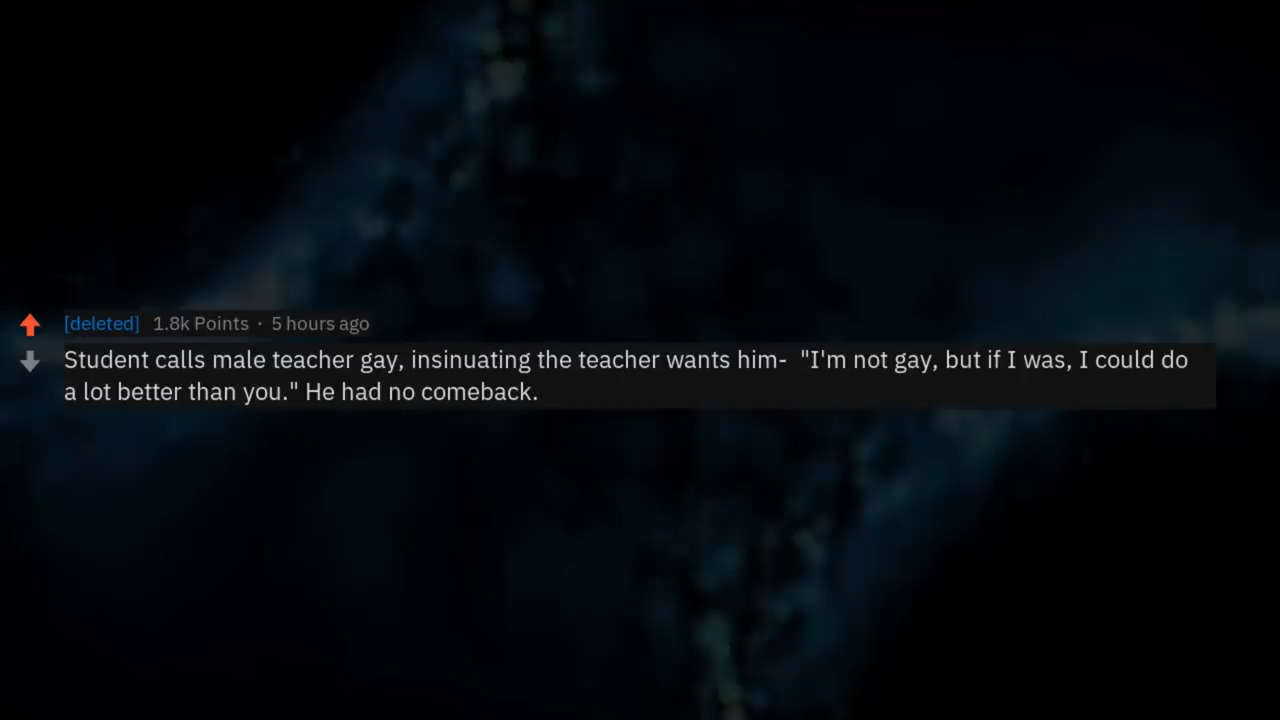 [deleted] 1.8k Points · 5 hours ago
Student calls male teacher gay, insinuating the teacher wants him-  "I'm not gay, but if I was, I could do
a lot better than you." He had no comeback.